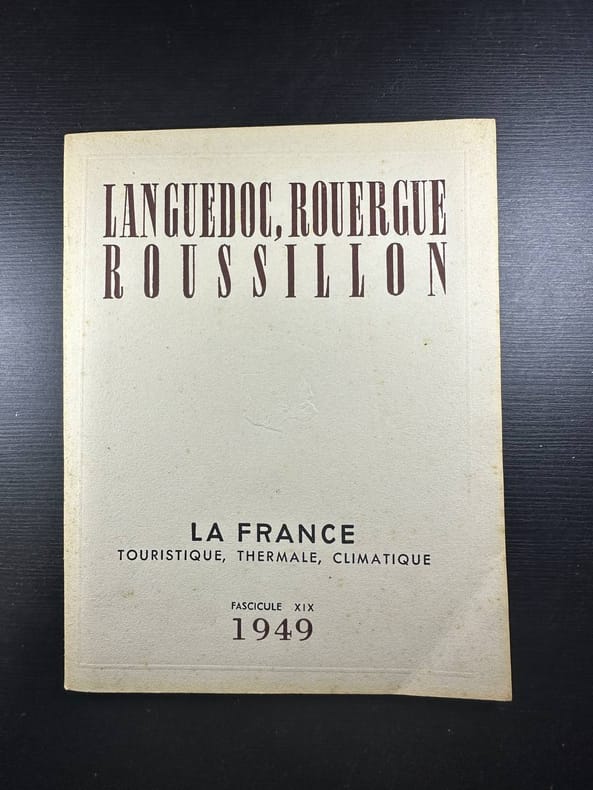 LANGUEDOC, ROUERGUE
ROUSSILLON
LA FRANCE
TOURISTIQUE, THERMALE, CLIMATIQUE
FASCICULE XIX
1949